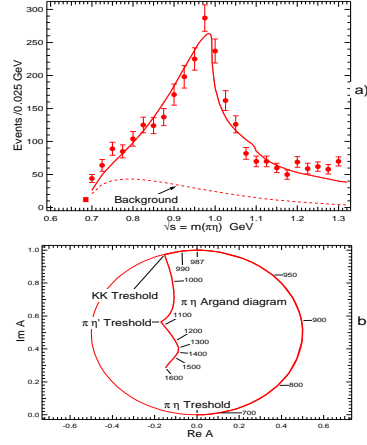 300
250
200
150
100
50
0
Events /0.025 GeV
a)
Background
0.6 0.7 0.8 0.9 1.0 1.1 1.2 1.3
√s = m(πη) GeV
1.0
0.8
0.6
0.4
0.2
0.0
Im A
b
987
990
950
1000
KK Treshold
πη Argand diagram
πη' Treshold
1100
900
1200
1300
1400
1500
1600
800
πη Treshold
700
-0.6 -0.4 -0.2 0.0 0.2 0.4 0.6
Re A